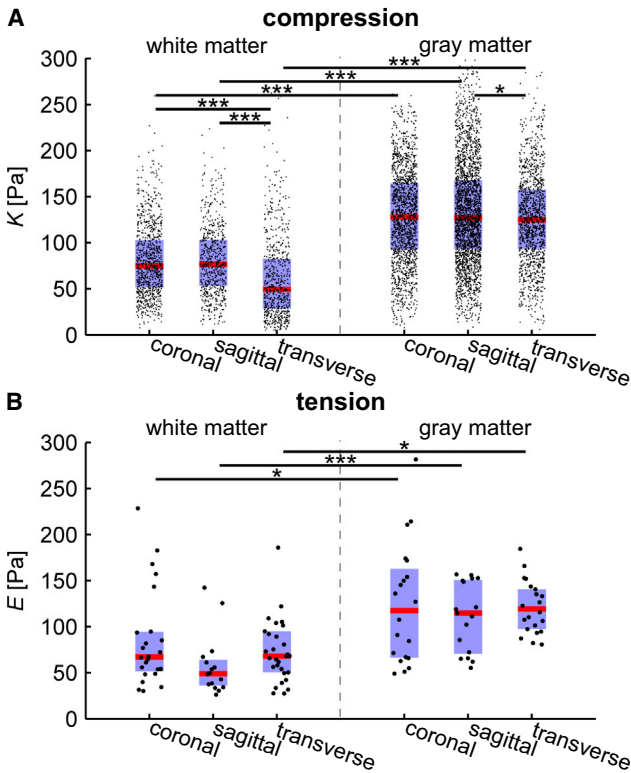 A compression
white matter gray matter
300
250
200
150
100
50
0
K [Pa]
***
***
***
***
***
*
coronal sagittal transverse coronal sagittal transverse
B tension
white matter gray matter
300
250
200
150
100
50
0
E [Pa]
*
***
*
coronal sagittal transverse coronal sagittal transverse